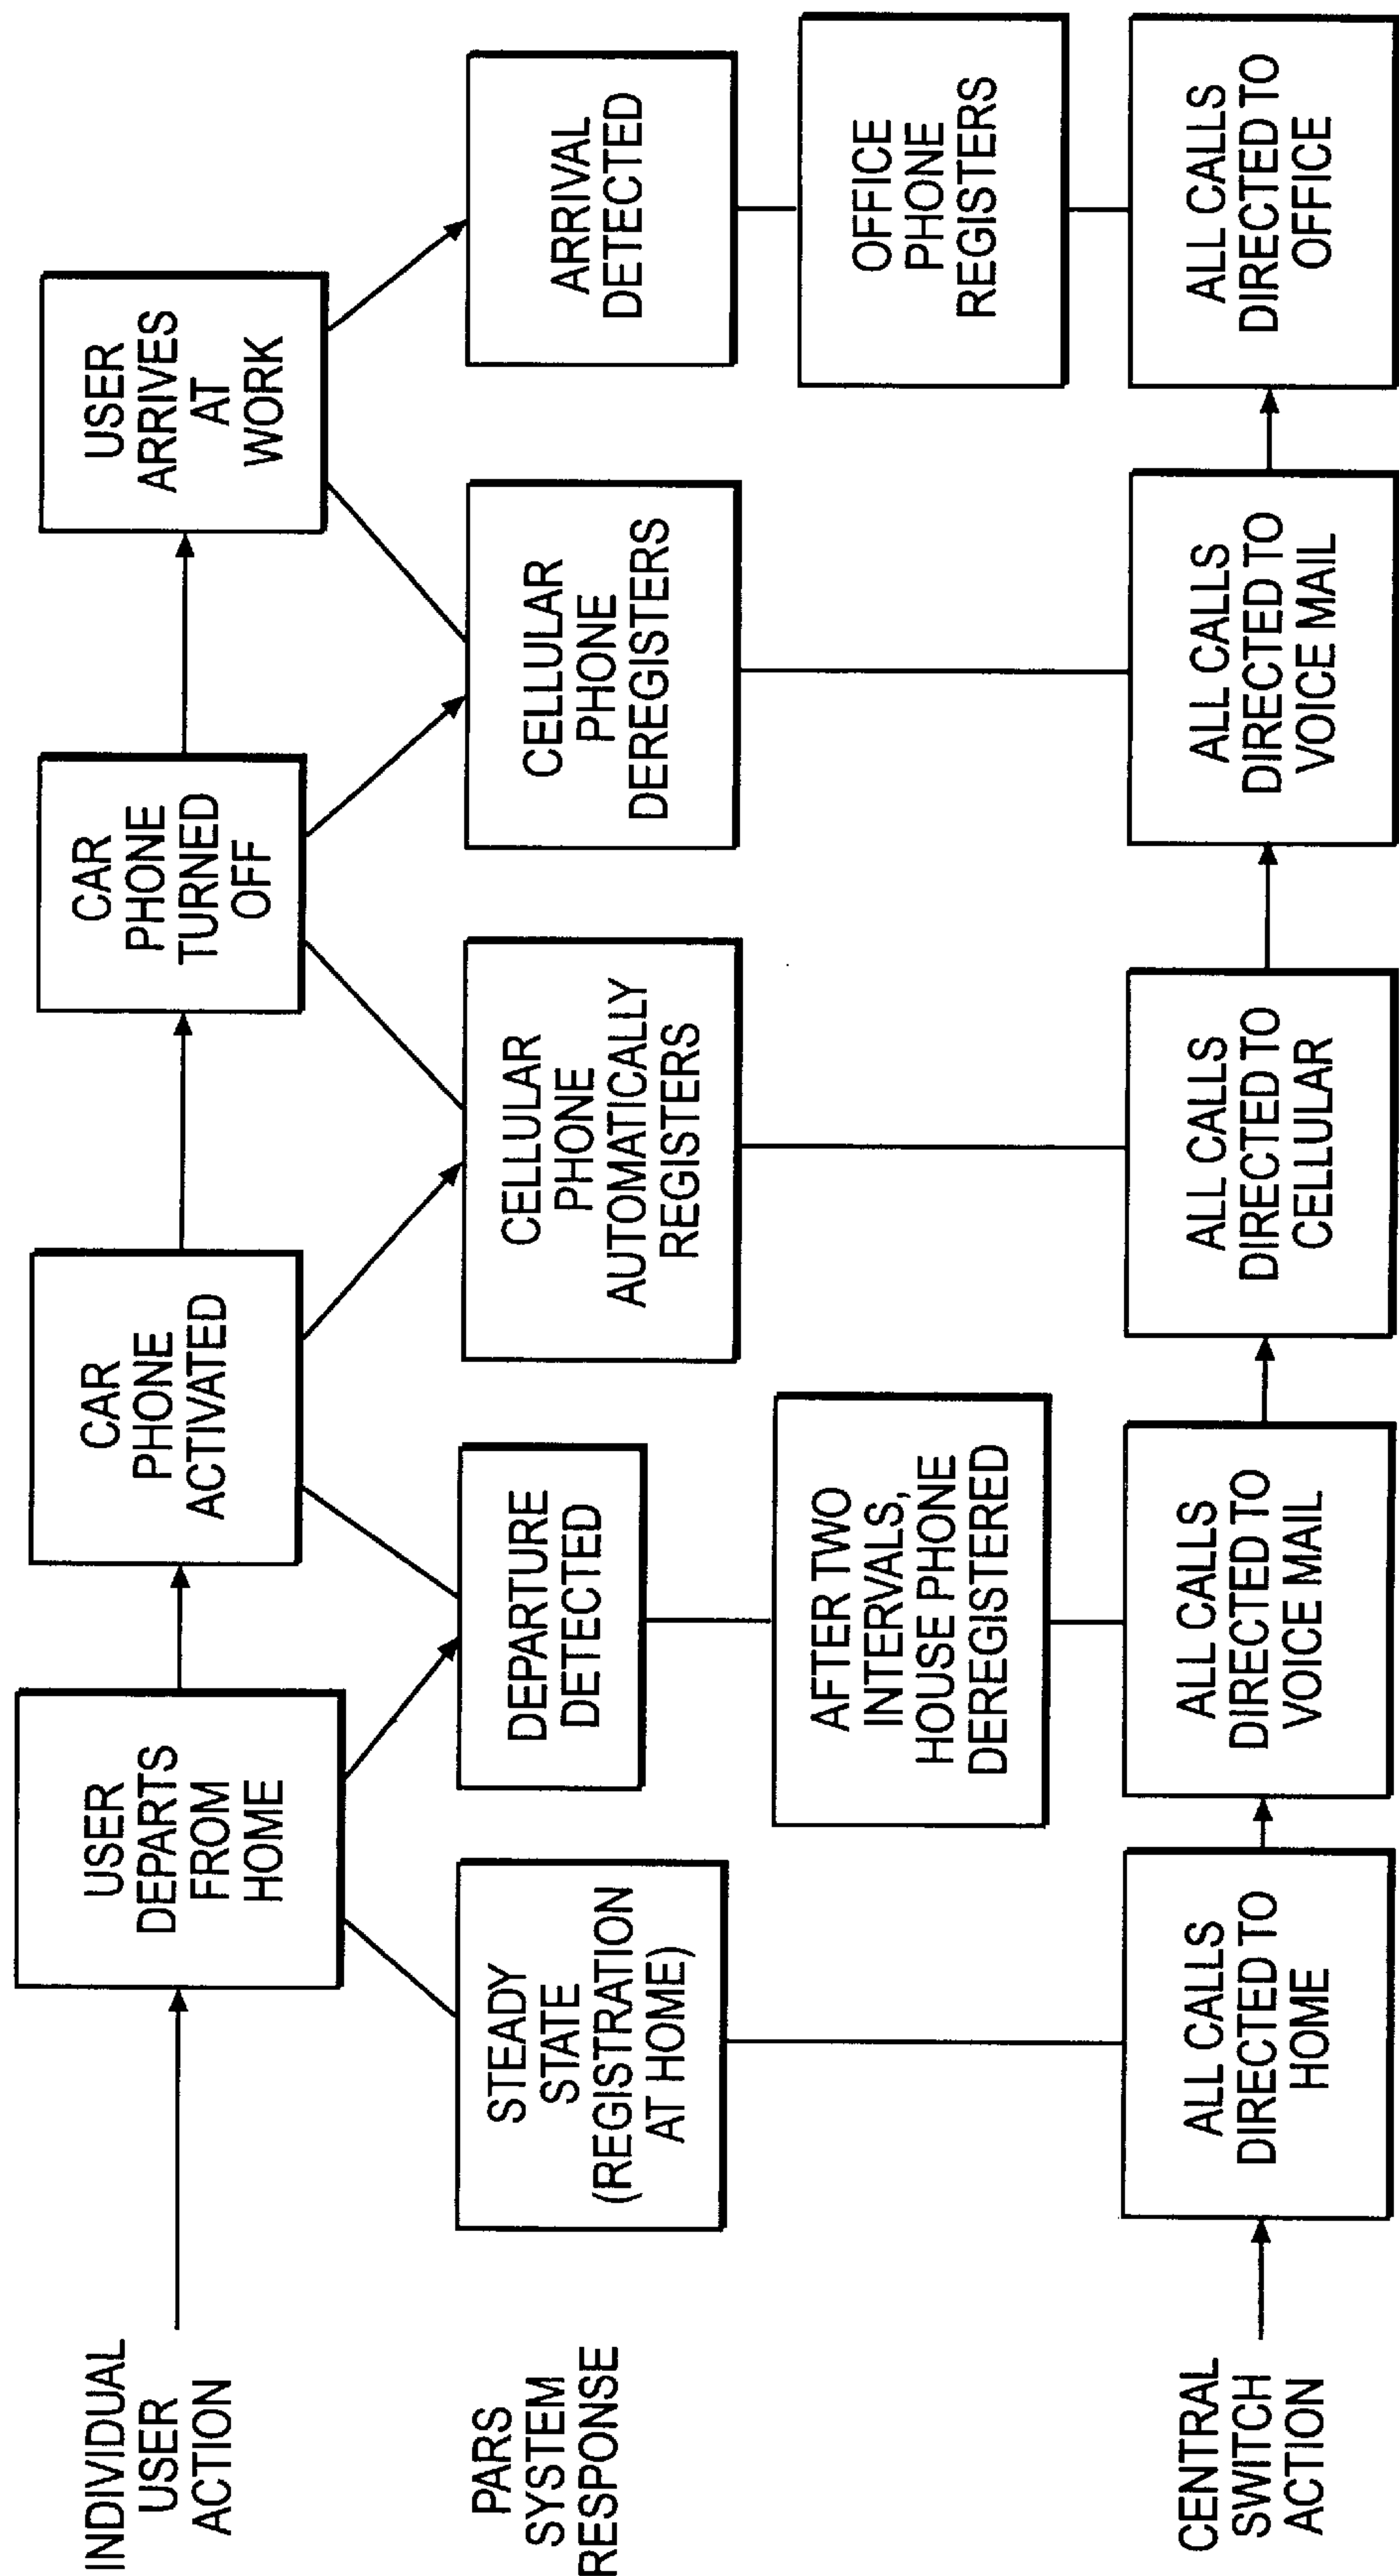 INDIVIDUAL
USER
ACTION
USER
DEPARTS
FROM
HOME
CAR
PHONE
ACTIVATED
CAR
PHONE
TURNED
OFF
USER
ARRIVES
AT
WORK
PARS
SYSTEM
RESPONSE
STEADY
STATE
(REGISTRATION
AT HOME)
DEPARTURE
DETECTED
CELLULAR
PHONE
AUTOMATICALLY
REGISTERS
CELLULAR
PHONE
DEREGISTERS
ARRIVAL
DETECTED
AFTER TWO
INTERVALS,
HOUSE PHONE
DEREGISTERED
OFFICE
PHONE
REGISTERS
CENTRAL
SWITCH
ACTION
ALL CALLS
DIRECTED TO
HOME
ALL CALLS
DIRECTED TO
VOICE MAIL
ALL CALLS
DIRECTED TO
CELLULAR
ALL CALLS
DIRECTED TO
VOICE MAIL
ALL CALLS
DIRECTED TO
OFFICE